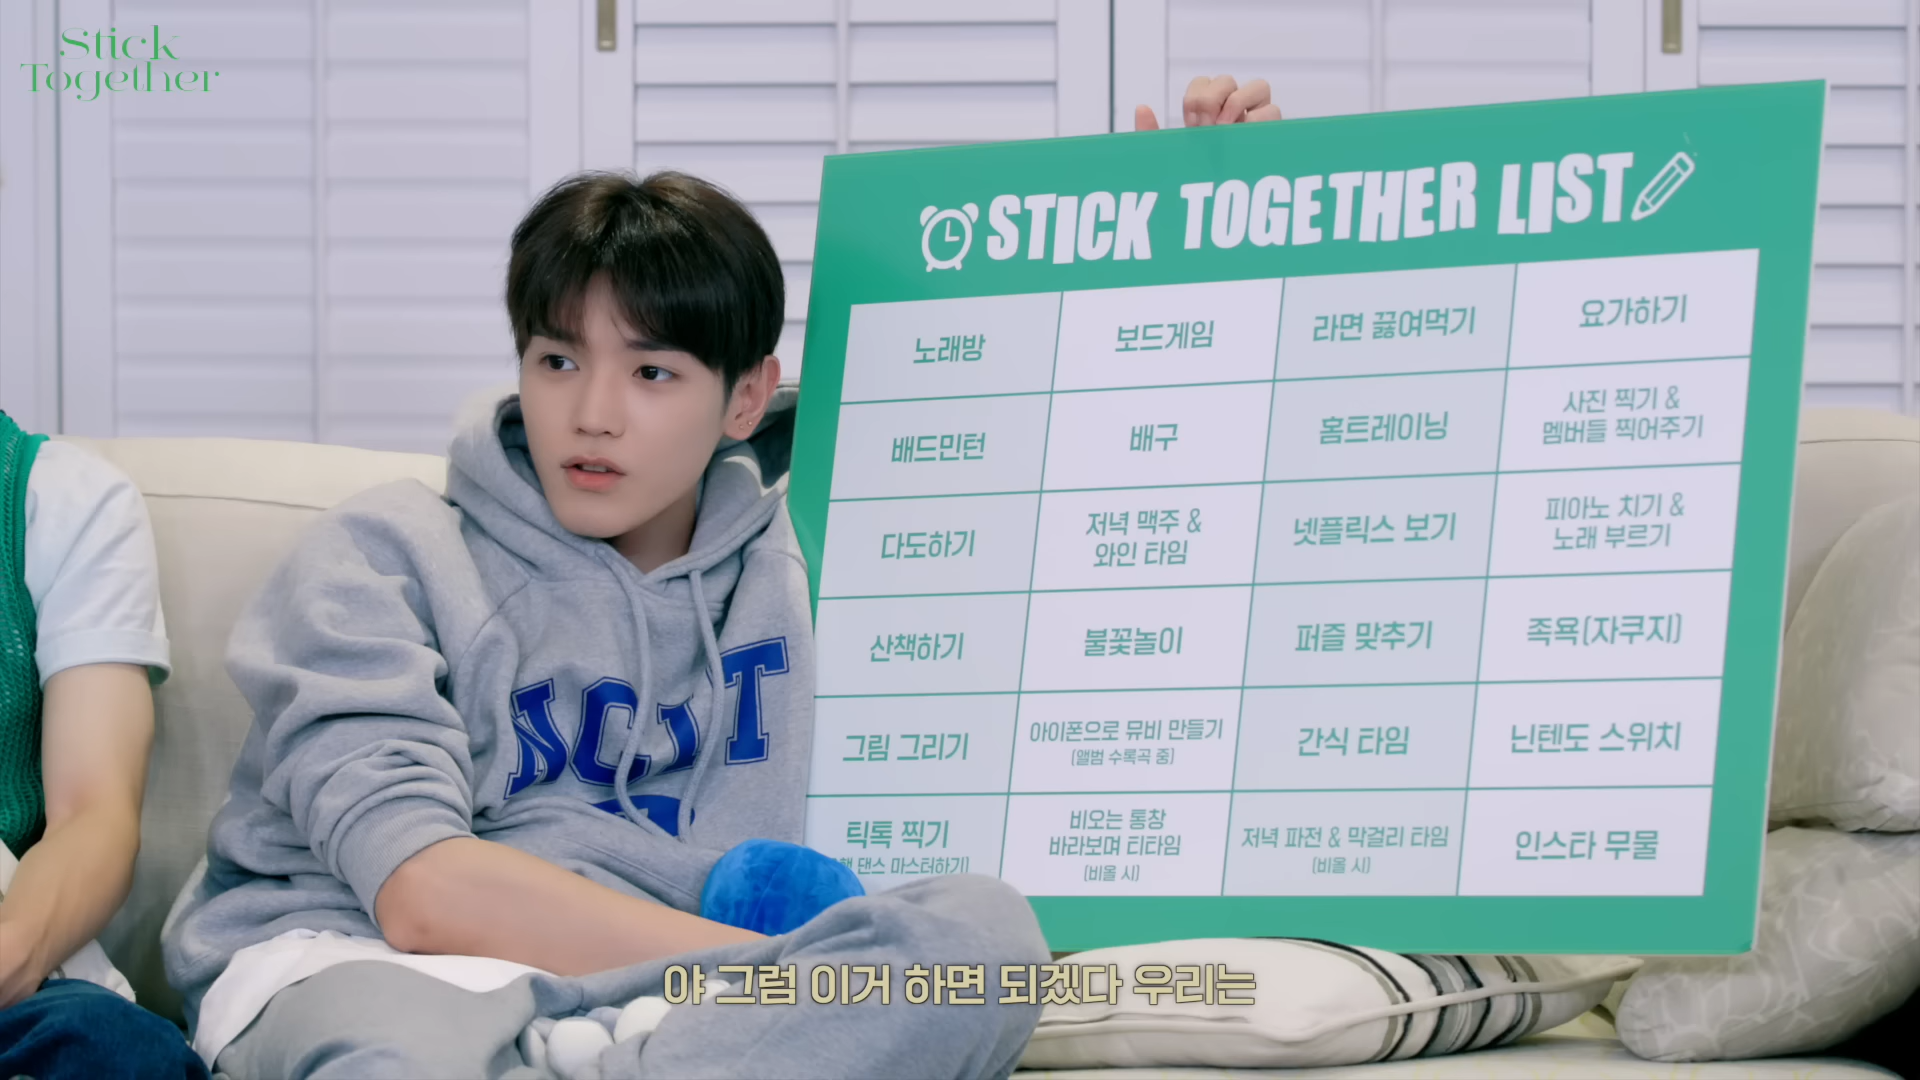 Stick
Together
STICK TOGETHER LIST
노래방
보드게임
라면 끓여먹기
요가하기
배드민턴
배구
홈트레이닝
사진 찍기 &
멤버들 찍어주기
다도하기
저녁 맥주 &
와인 타임
넷플릭스 보기
피아노 치기 &
노래 부르기
산책하기
불꽃놀이
퍼즐 맞추기
족욕(자쿠지)
그림 그리기
아이폰으로 뮤비 만들기
(앨범 수록곡 중)
간식 타임
닌텐도 스위치
틱톡 찍기
댄스 마스터하기)
비오는 통창
바라보며 티타임
(비올 시)
저녁 파전 & 막걸리 타임
(비올 시)
인스타 무물
NCIT
야 그럼 이거 하면 되겠다 우리는